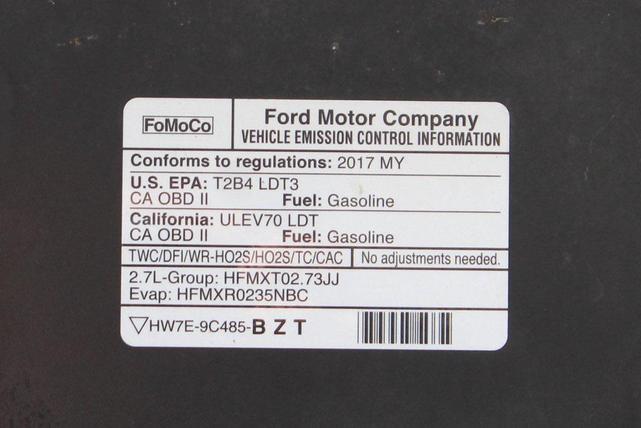 FoMoCo
Ford Motor Company
VEHICLE EMISSION CONTROL INFORMATION
Conforms to regulations: 2017 MY
U.S. EPA: T2B4 LDT3
CA OBD II Fuel: Gasoline
California: ULEV70 LDT
CA OBD II Fuel: Gasoline
TWC/DFI/WR-HO2S/HO2S/TC/CAC No adjustments needed.
2.7L-Group: HFMXT02.73JJ
Evap: HFMXR0235NBC
HW7E-9C485-B Z T